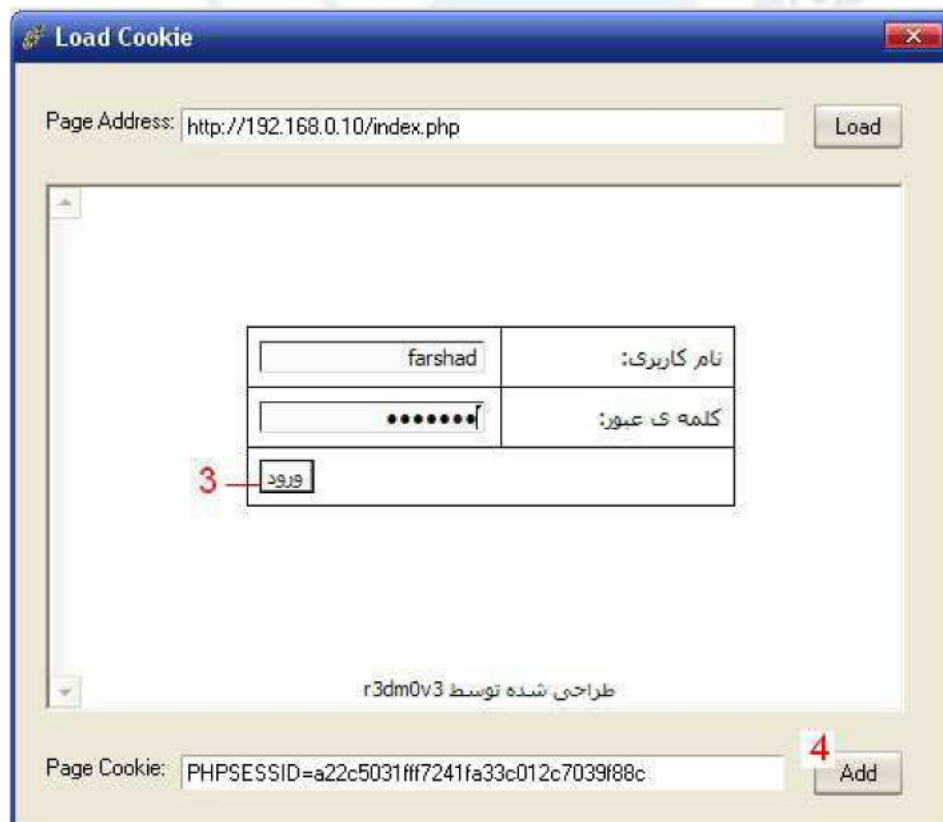 Load Cookie
Page Address: http://192.168.0.10/index.php Load
نام کاربری: farshad
کلمه ی عبور: •••••••
3 ورود
طراحی شده توسط r3dm0v3
4
Page Cookie: PHPSESSID=a22c5031fff7241fa33c012c7039f88c Add